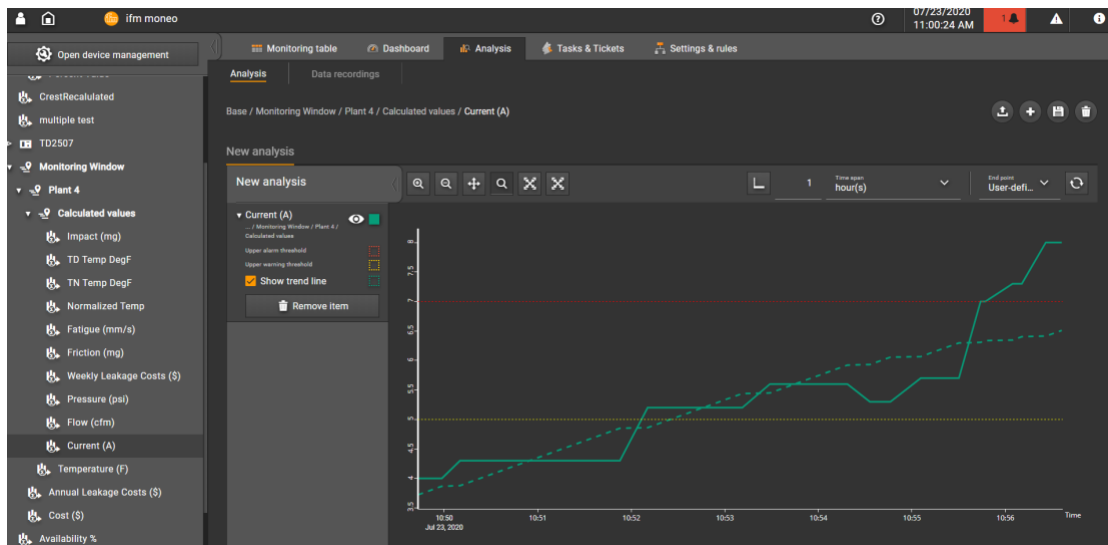 ifm moneo
07/23/2020
11:00:24 AM
1
Open device management
Monitoring table
Dashboard
Analysis
Tasks & Tickets
Settings & rules
Percent Value
CrestRecalulated
multiple test
TD2507
Monitoring Window
Plant 4
Calculated values
Impact (mg)
TD Temp DegF
TN Temp DegF
Normalized Temp
Fatigue (mm/s)
Friction (mg)
Weekly Leakage Costs ($)
Pressure (psi)
Flow (cfm)
Current (A)
Temperature (F)
Annual Leakage Costs ($)
Cost ($)
Availability %
Analysis
Data recordings
Base / Monitoring Window / Plant 4 / Calculated values / Current (A)
New analysis
New analysis
1
Time span
hour(s)
End point
User-defi...
Current (A)
... / Monitoring Window / Plant 4 /
Calculated values
Upper alarm threshold
Upper warning threshold
Show trend line
Remove item
8
7.5
7
6.5
6
5.5
5
4.5
4
3.5
10:50
Jul 23, 2020
10:51
10:52
10:53
10:54
10:55
10:56
Time